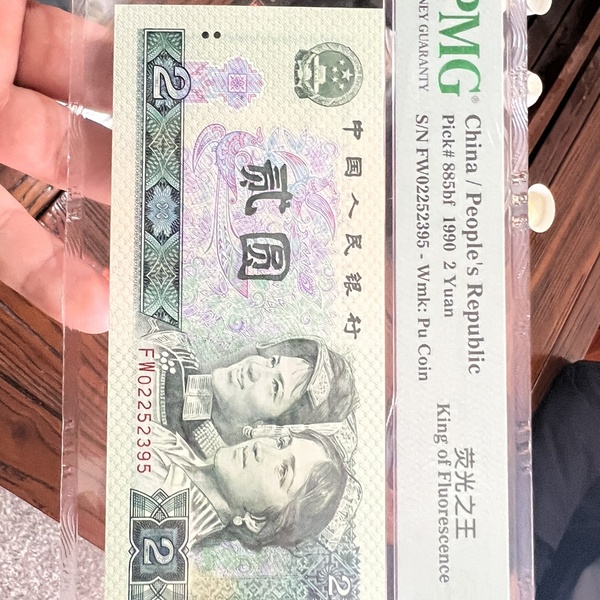 PMG
NEY GUARANTY
China / People's Republic
Pick# 885bf 1990 2 Yuan
S/N FW02252395 - Wmk: Pu Coin
荧光之王
King of Fluorescence
中国人民银行
贰圆
2
FW02252395
2
2